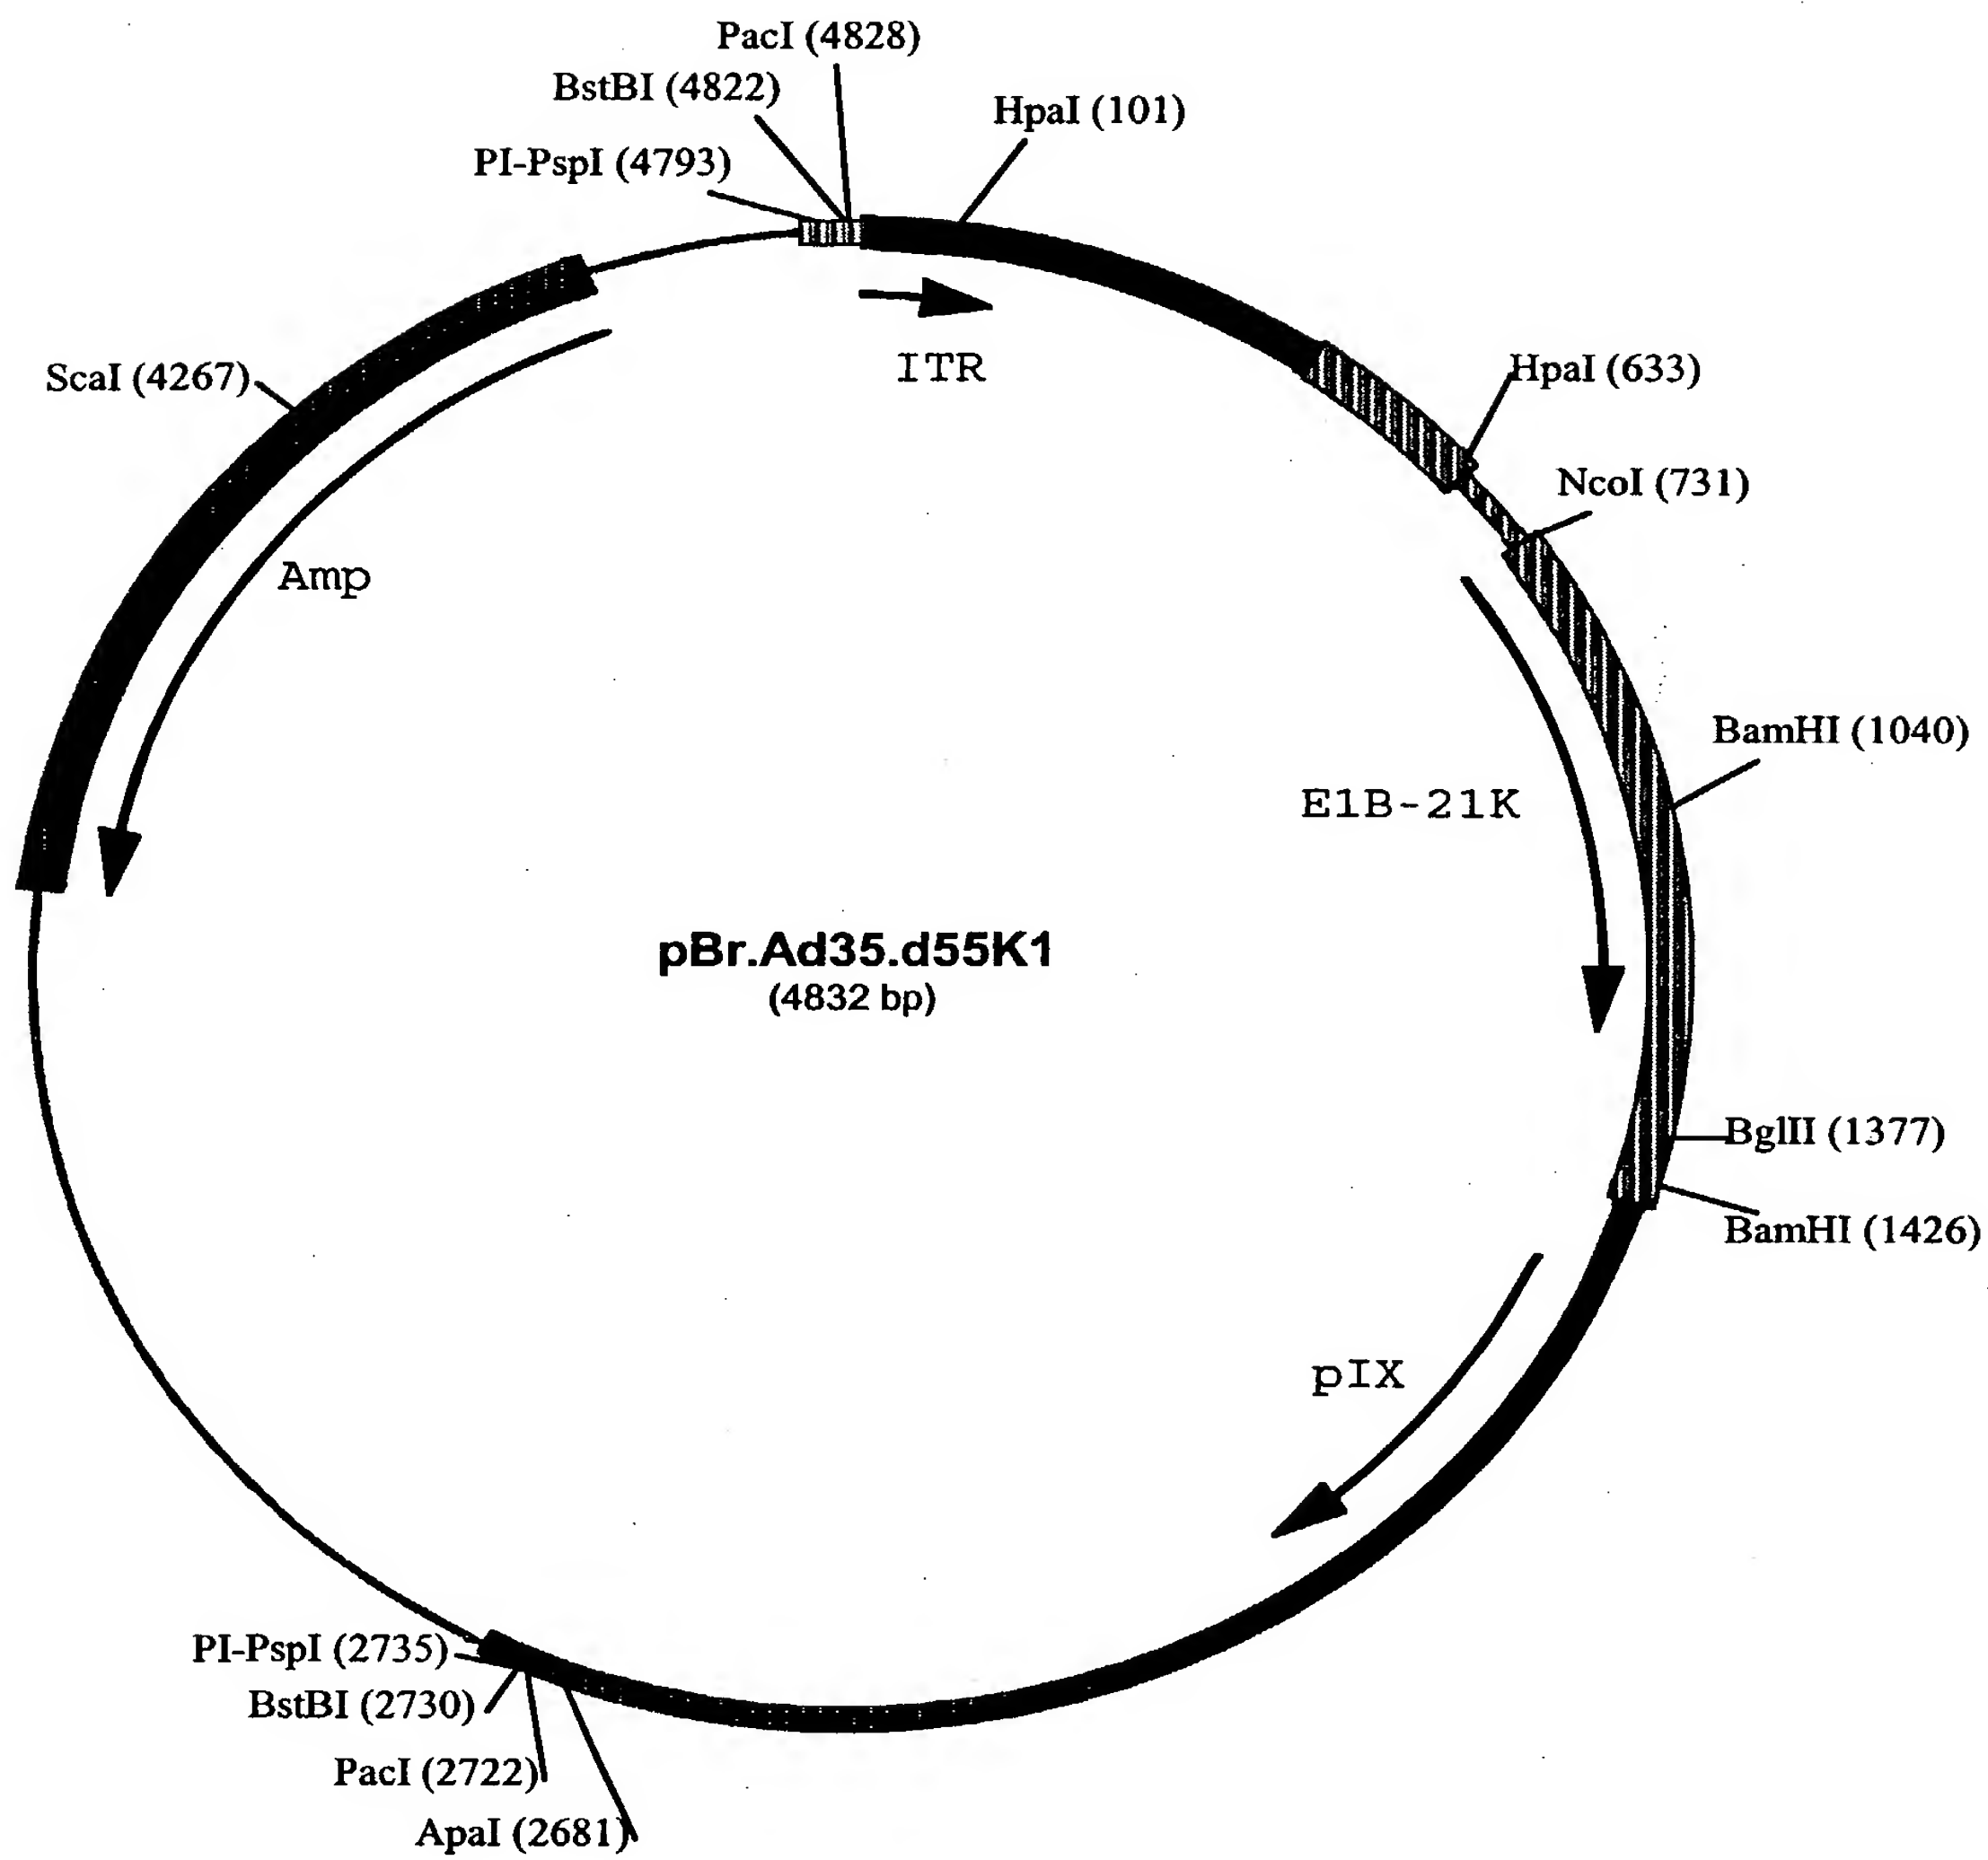 PacI (4828)
BstBI (4822)
HpaI (101)
PI-PspI (4793)
ScaI (4267)
ITR
HpaI (633)
NcoI (731)
Amp
BamHI (1040)
E1B-21K
pBr.Ad35.d55K1
(4832 bp)
BglII (1377)
BamHI (1426)
pIX
PI-PspI (2735)
BstBI (2730)
PacI (2722)
ApaI (2681)